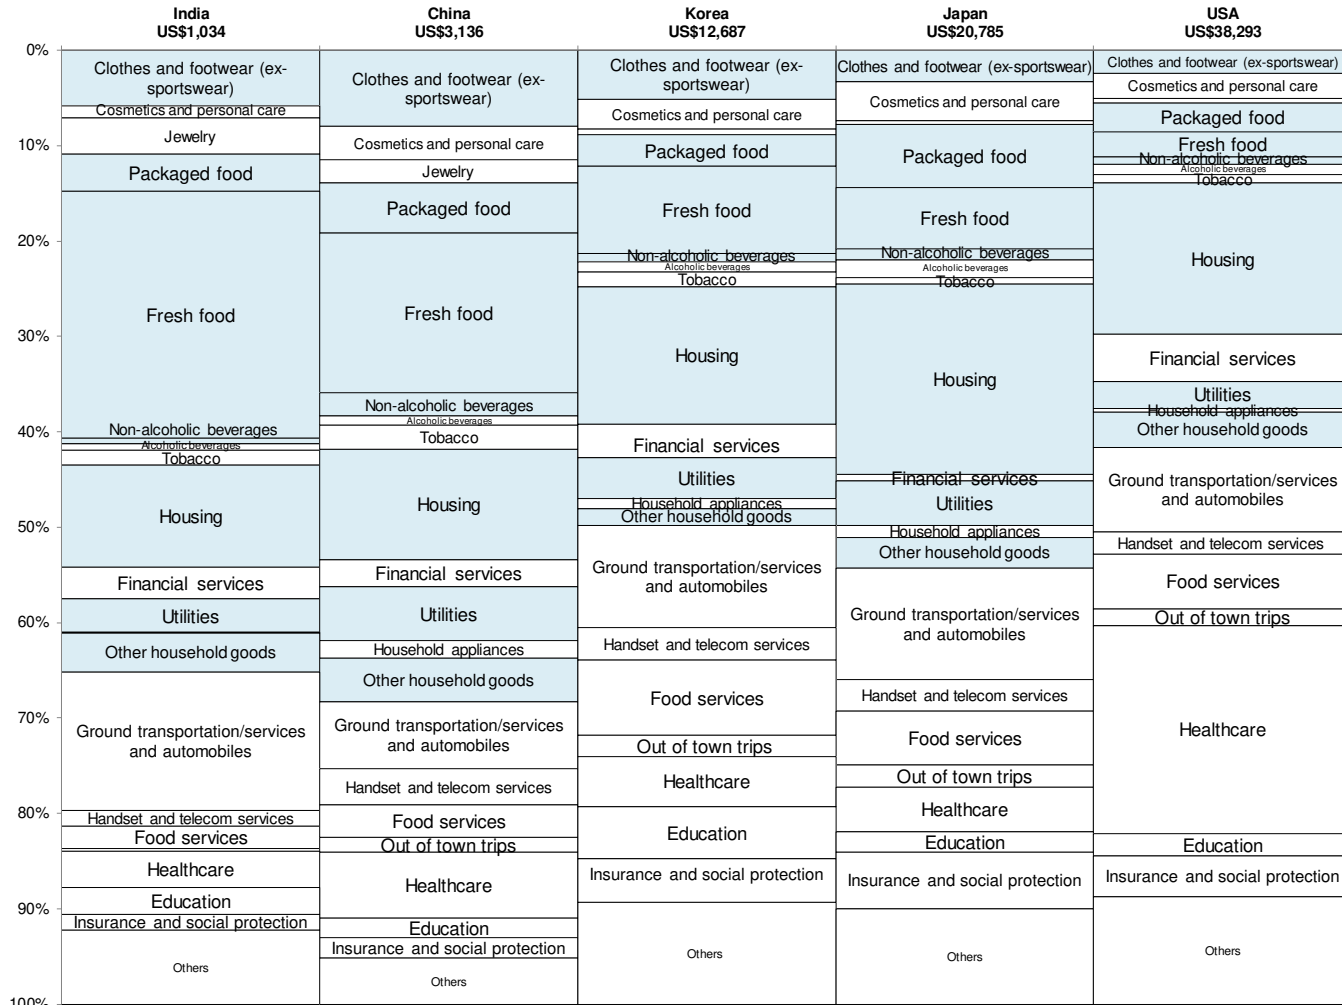 India
US$1,034
China
US$3,136
Korea
US$12,687
Japan
US$20,785
USA
US$38,293
0%
10%
20%
30%
40%
50%
60%
70%
80%
90%
100%
Clothes and footwear (ex-
sportswear)
Cosmetics and personal care
Jewelry
Packaged food
Fresh food
Non-alcoholic beverages
Alcoholic beverages
Tobacco
Housing
Financial services
Utilities
Other household goods
Ground transportation/services
and automobiles
Handset and telecom services
Food services
Healthcare
Education
Insurance and social protection
Others
Clothes and footwear (ex-
sportswear)
Cosmetics and personal care
Jewelry
Packaged food
Fresh food
Non-alcoholic beverages
Alcoholic beverages
Tobacco
Housing
Financial services
Utilities
Household appliances
Other household goods
Ground transportation/services
and automobiles
Handset and telecom services
Food services
Out of town trips
Healthcare
Education
Insurance and social protection
Others
Clothes and footwear (ex-
sportswear)
Cosmetics and personal care
Packaged food
Fresh food
Non-alcoholic beverages
Alcoholic beverages
Tobacco
Housing
Financial services
Utilities
Household appliances
Other household goods
Ground transportation/services
and automobiles
Handset and telecom services
Food services
Out of town trips
Healthcare
Education
Insurance and social protection
Others
Clothes and footwear (ex-sportswear)
Cosmetics and personal care
Packaged food
Fresh food
Non-alcoholic beverages
Alcoholic beverages
Tobacco
Housing
Financial services
Utilities
Household appliances
Other household goods
Ground transportation/services
and automobiles
Handset and telecom services
Food services
Out of town trips
Healthcare
Education
Insurance and social protection
Others
Clothes and footwear (ex-sportswear)
Cosmetics and personal care
Packaged food
Fresh food
Non-alcoholic beverages
Alcoholic beverages
Tobacco
Housing
Financial services
Utilities
Household appliances
Other household goods
Ground transportation/services
and automobiles
Handset and telecom services
Food services
Out of town trips
Healthcare
Education
Insurance and social protection
Others